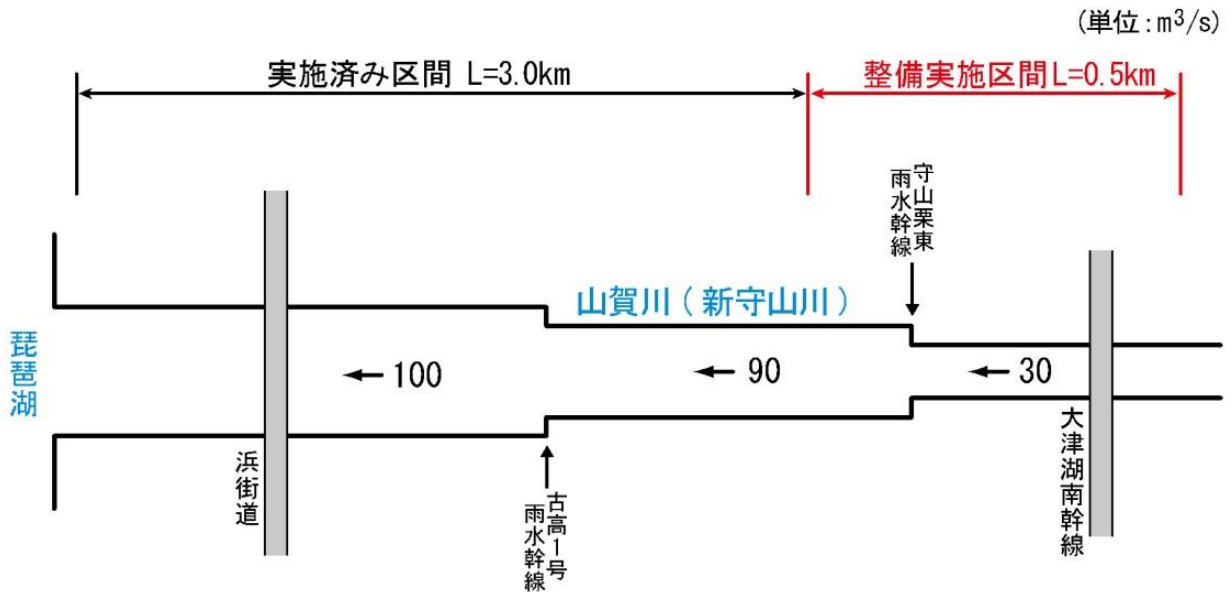 (単位:m³/s)
実施済み区間 L=3.0km
整備実施区間L=0.5km
守山栗東
雨水幹線
山賀川(新守山川)
琵琶湖
← 100
← 90
← 30
浜街道
古高1号
雨水幹線
大津湖南幹線